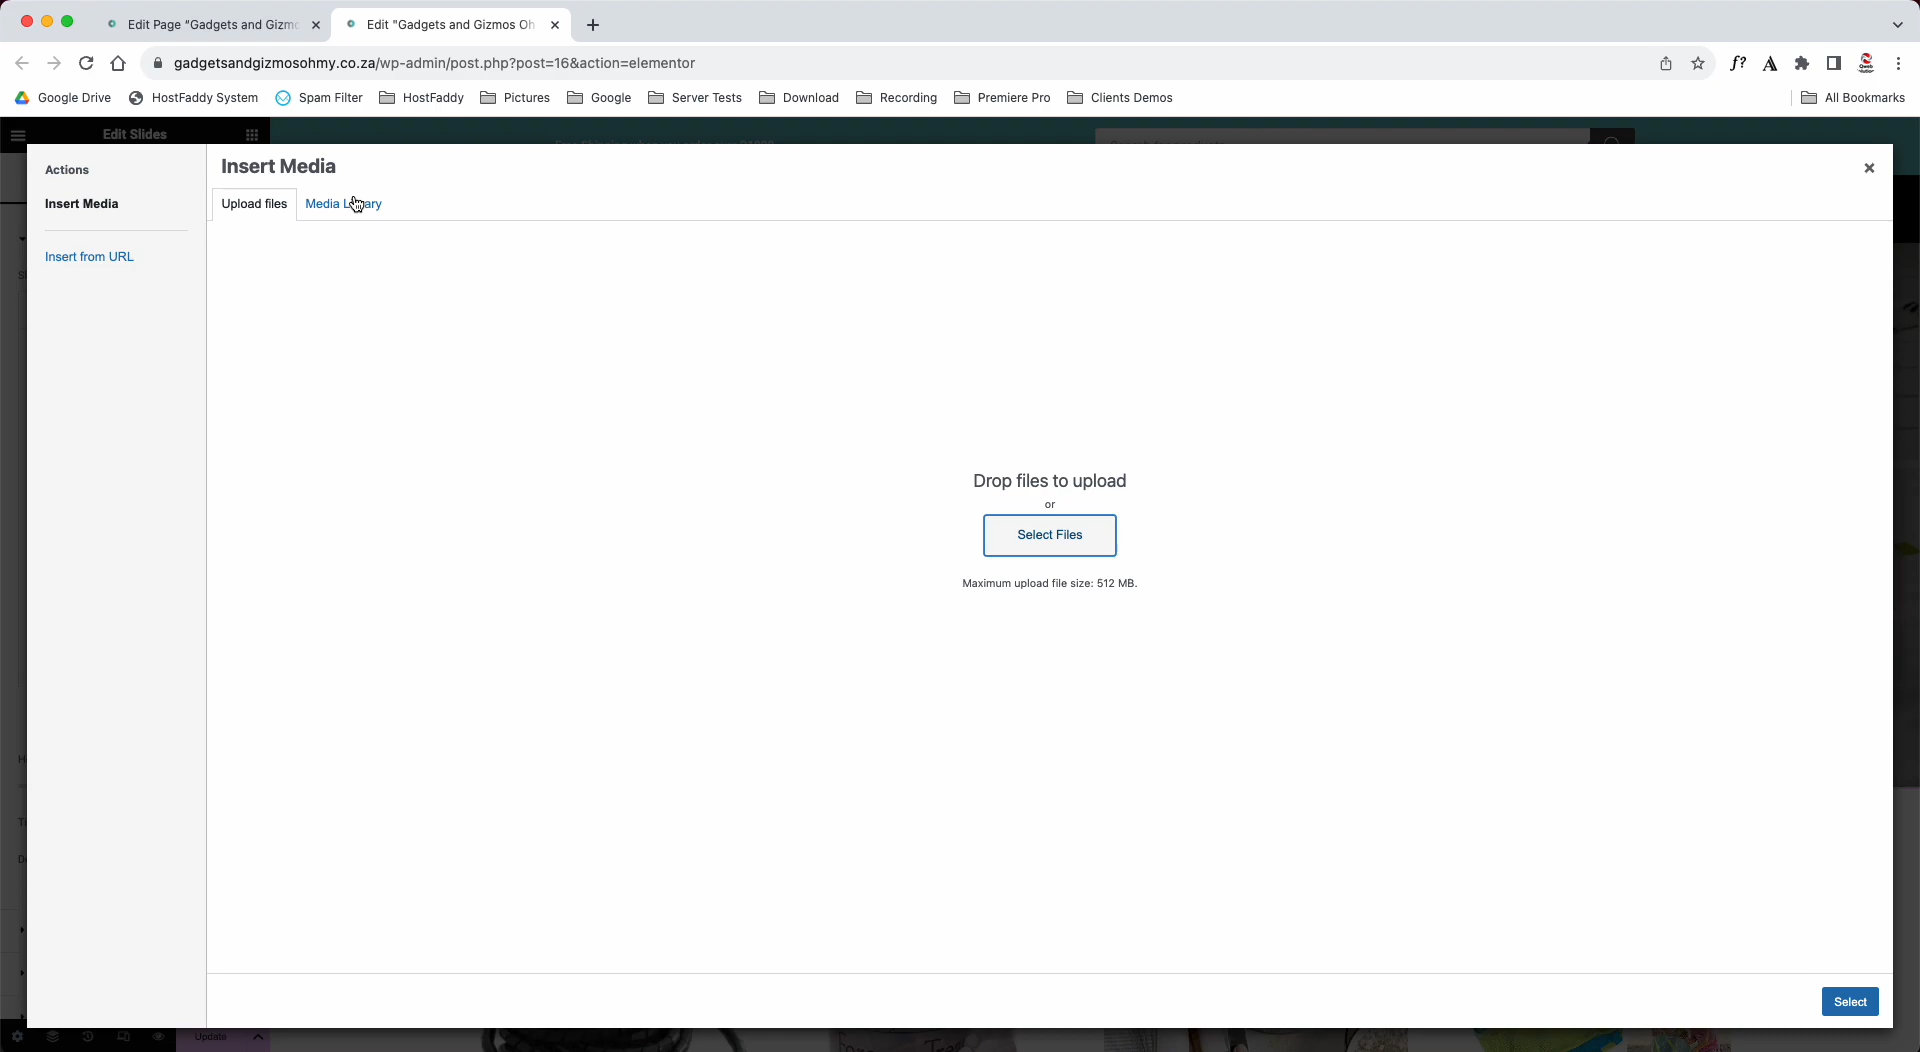 Edit Page "Gadgets and Gizmo
Edit "Gadgets and Gizmos Oh
gadgetsandgizmosohmy.co.za/wp-admin/post.php?post=16&action=elementor
Google Drive
HostFaddy System
Spam Filter
HostFaddy
Pictures
Google
Server Tests
Download
Recording
Premiere Pro
Clients Demos
All Bookmarks
Edit Slides
Actions
Insert Media
Insert from URL
Insert Media
Upload files
Media Library
Drop files to upload
or
Select Files
Maximum upload file size: 512 MB.
Select
Update